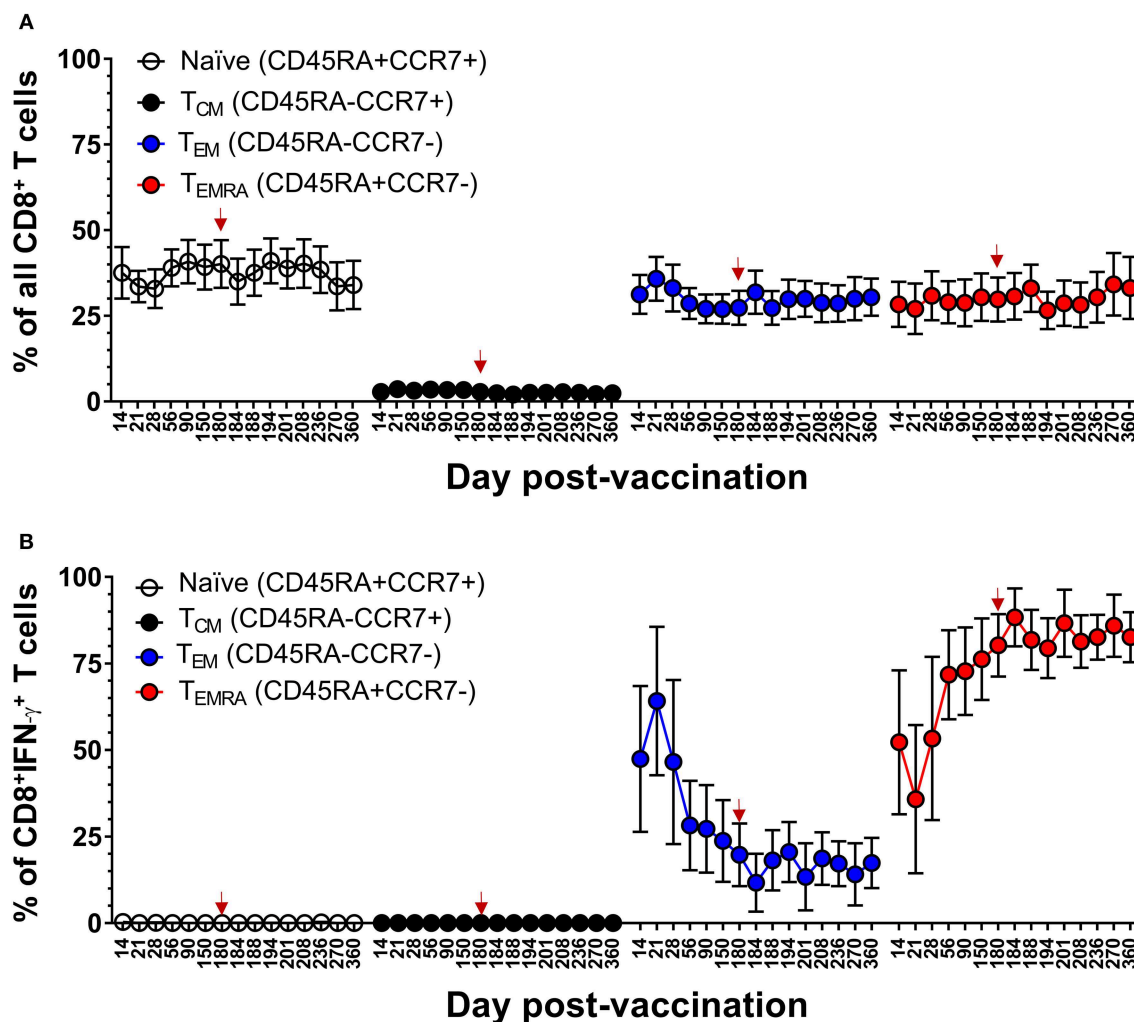 A
% of all CD8⁺ T cells
100
75
50
25
0
Naïve (CD45RA+CCR7+)
T_CM (CD45RA-CCR7+)
T_EM (CD45RA-CCR7-)
T_EMRA (CD45RA+CCR7-)
14 21 28 56 90 150 180 184 188 194 201 208 236 270 360
14 21 28 56 90 150 180 184 188 194 201 208 236 270 360
14 21 28 56 90 150 180 184 188 194 201 208 236 270 360
14 21 28 56 90 150 180 184 188 194 201 208 236 270 360
Day post-vaccination
B
% of CD8⁺IFN-γ⁺ T cells
100
75
50
25
0
Naïve (CD45RA+CCR7+)
T_CM (CD45RA-CCR7+)
T_EM (CD45RA-CCR7-)
T_EMRA (CD45RA+CCR7-)
14 21 28 56 90 150 180 184 188 194 201 208 236 270 360
14 21 28 56 90 150 180 184 188 194 201 208 236 270 360
14 21 28 56 90 150 180 184 188 194 201 208 236 270 360
14 21 28 56 90 150 180 184 188 194 201 208 236 270 360
Day post-vaccination